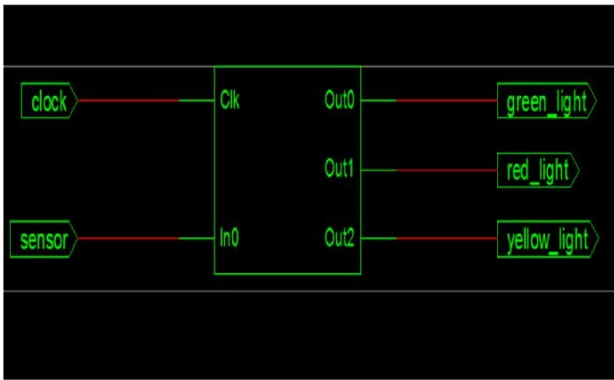 clock Clk Out0 green_light
Out1 red_light
sensor In0 Out2 yellow_light